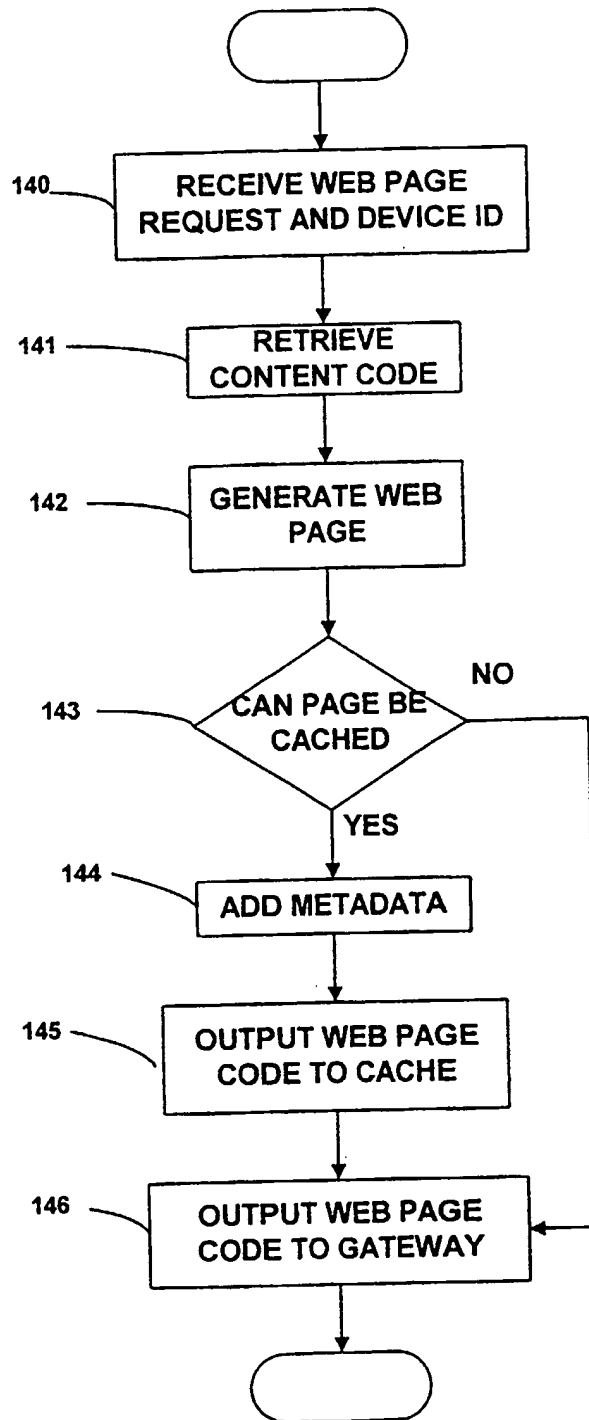 140
RECEIVE WEB PAGE
REQUEST AND DEVICE ID
141
RETRIEVE
CONTENT CODE
142
GENERATE WEB
PAGE
143
CAN PAGE BE
CACHED
NO
YES
144
ADD METADATA
145
OUTPUT WEB PAGE
CODE TO CACHE
146
OUTPUT WEB PAGE
CODE TO GATEWAY